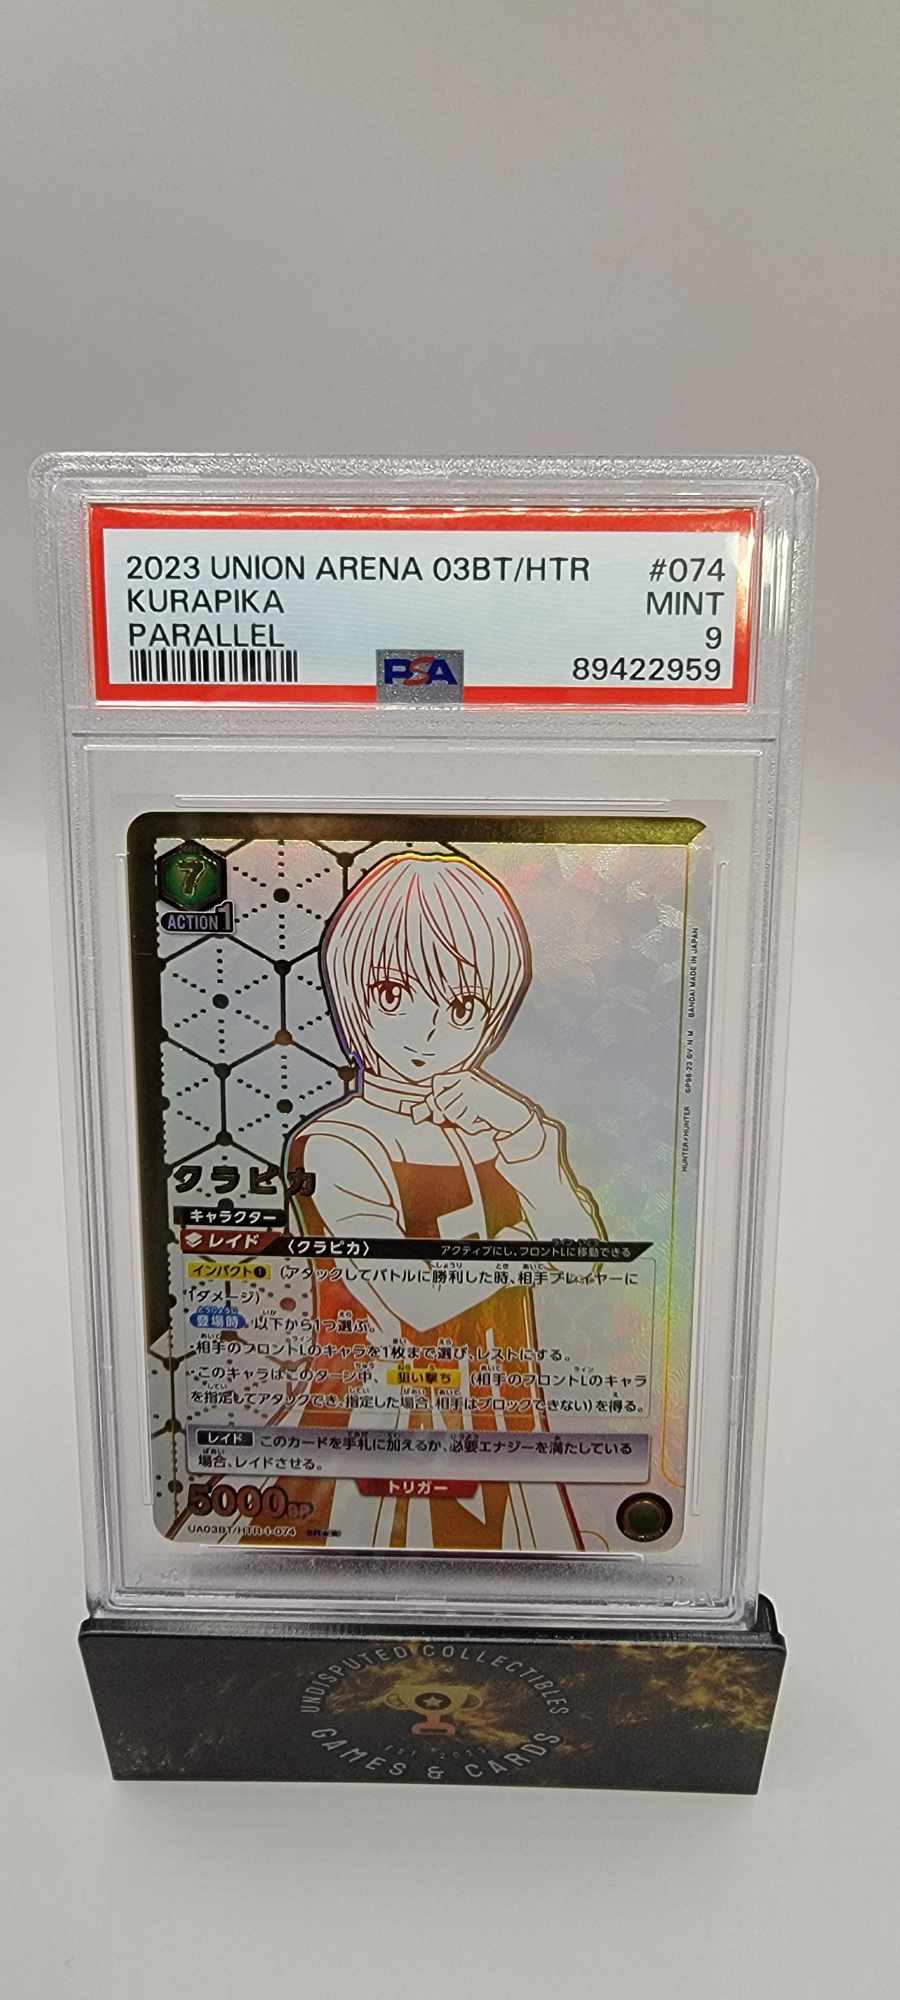 2023 UNION ARENA 03BT/HTR #074
KURAPIKA MINT
PARALLEL 9
PSA 89422959
7
ACTION1
HUNTER×HUNTER BANDAI MADE IN JAPAN
クラピカ
キャラクター
レイド 〈クラピカ〉 アクティブにし、フロントLに移動できる
インパクト❶ (アタックしてバトルに勝利した時、相手プレイヤーに
1ダメージ)
登場時 以下から1つ選ぶ。
・相手のフロントLのキャラを1枚まで選び、レストにする。
・このキャラはこのターン中、 狙い撃ち (相手のフロントLのキャラ
を指定してアタックでき、指定した場合、相手はブロックできない)を得る。
レイド このカードを手札に加えるか、必要エナジーを満たしている
場合、レイドさせる。
トリガー
5000BP
UA03BT/HTR-1-074 SR
UNDISPUTED COLLECTIBLES
EST 2023
GAMES & CARDS